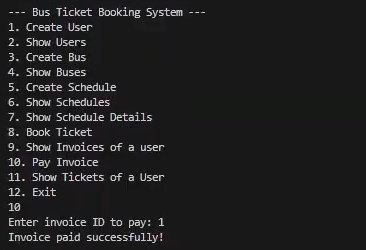 --- Bus Ticket Booking System ---
1. Create User
2. Show Users
3. Create Bus
4. Show Buses
5. Create Schedule
6. Show Schedules
7. Show Schedule Details
8. Book Ticket
9. Show Invoices of a user
10. Pay Invoice
11. Show Tickets of a User
12. Exit
10
Enter invoice ID to pay: 1
Invoice paid successfully!